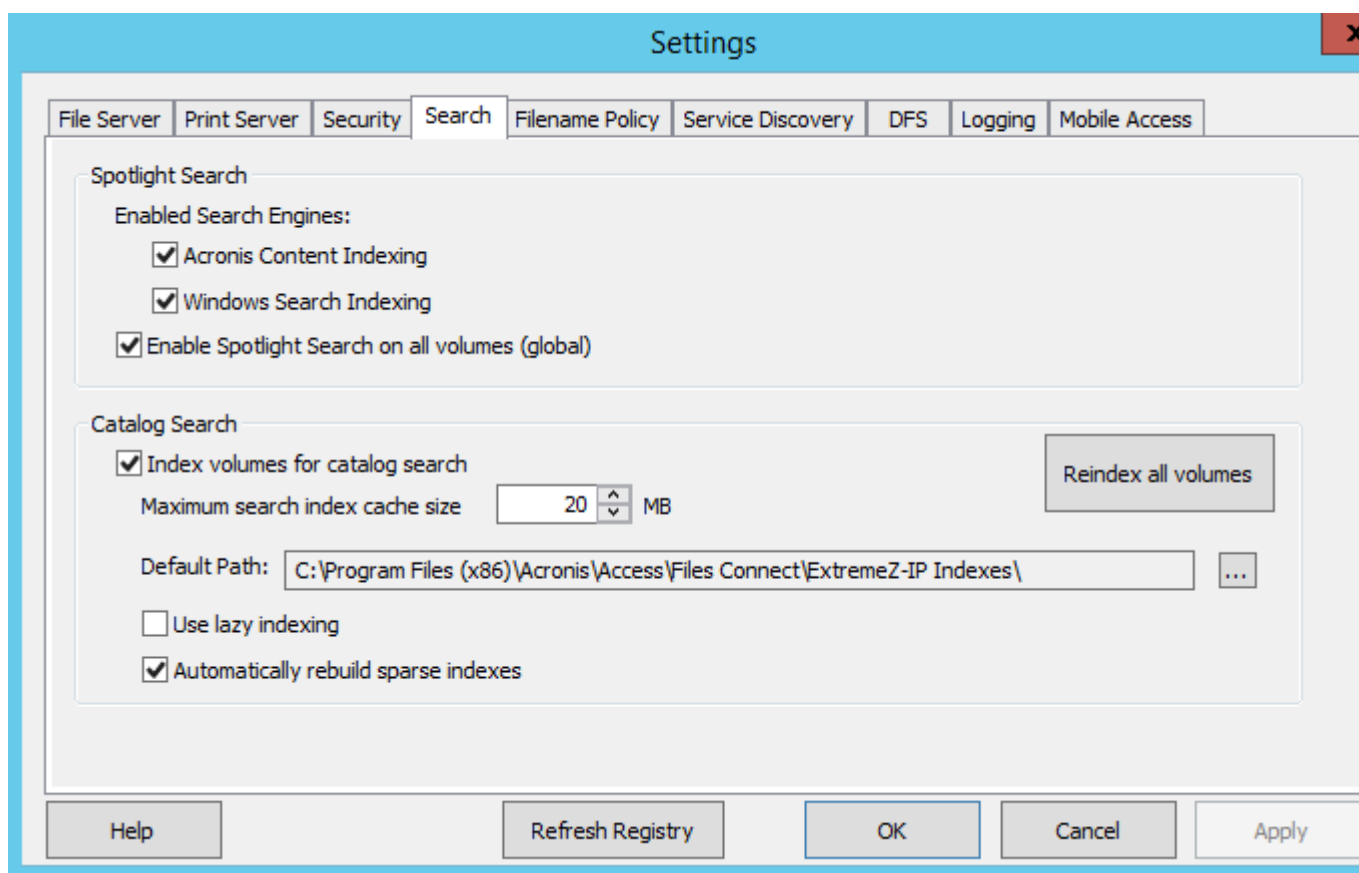 Settings
x
File Server Print Server Security Search Filename Policy Service Discovery DFS Logging Mobile Access
Spotlight Search
Enabled Search Engines:
Acronis Content Indexing
Windows Search Indexing
Enable Spotlight Search on all volumes (global)
Catalog Search
Index volumes for catalog search
Reindex all volumes
Maximum search index cache size 20 MB
Default Path: C:\Program Files (x86)\Acronis\Access\Files Connect\ExtremeZ-IP Indexes\ ...
Use lazy indexing
Automatically rebuild sparse indexes
Help Refresh Registry OK Cancel Apply